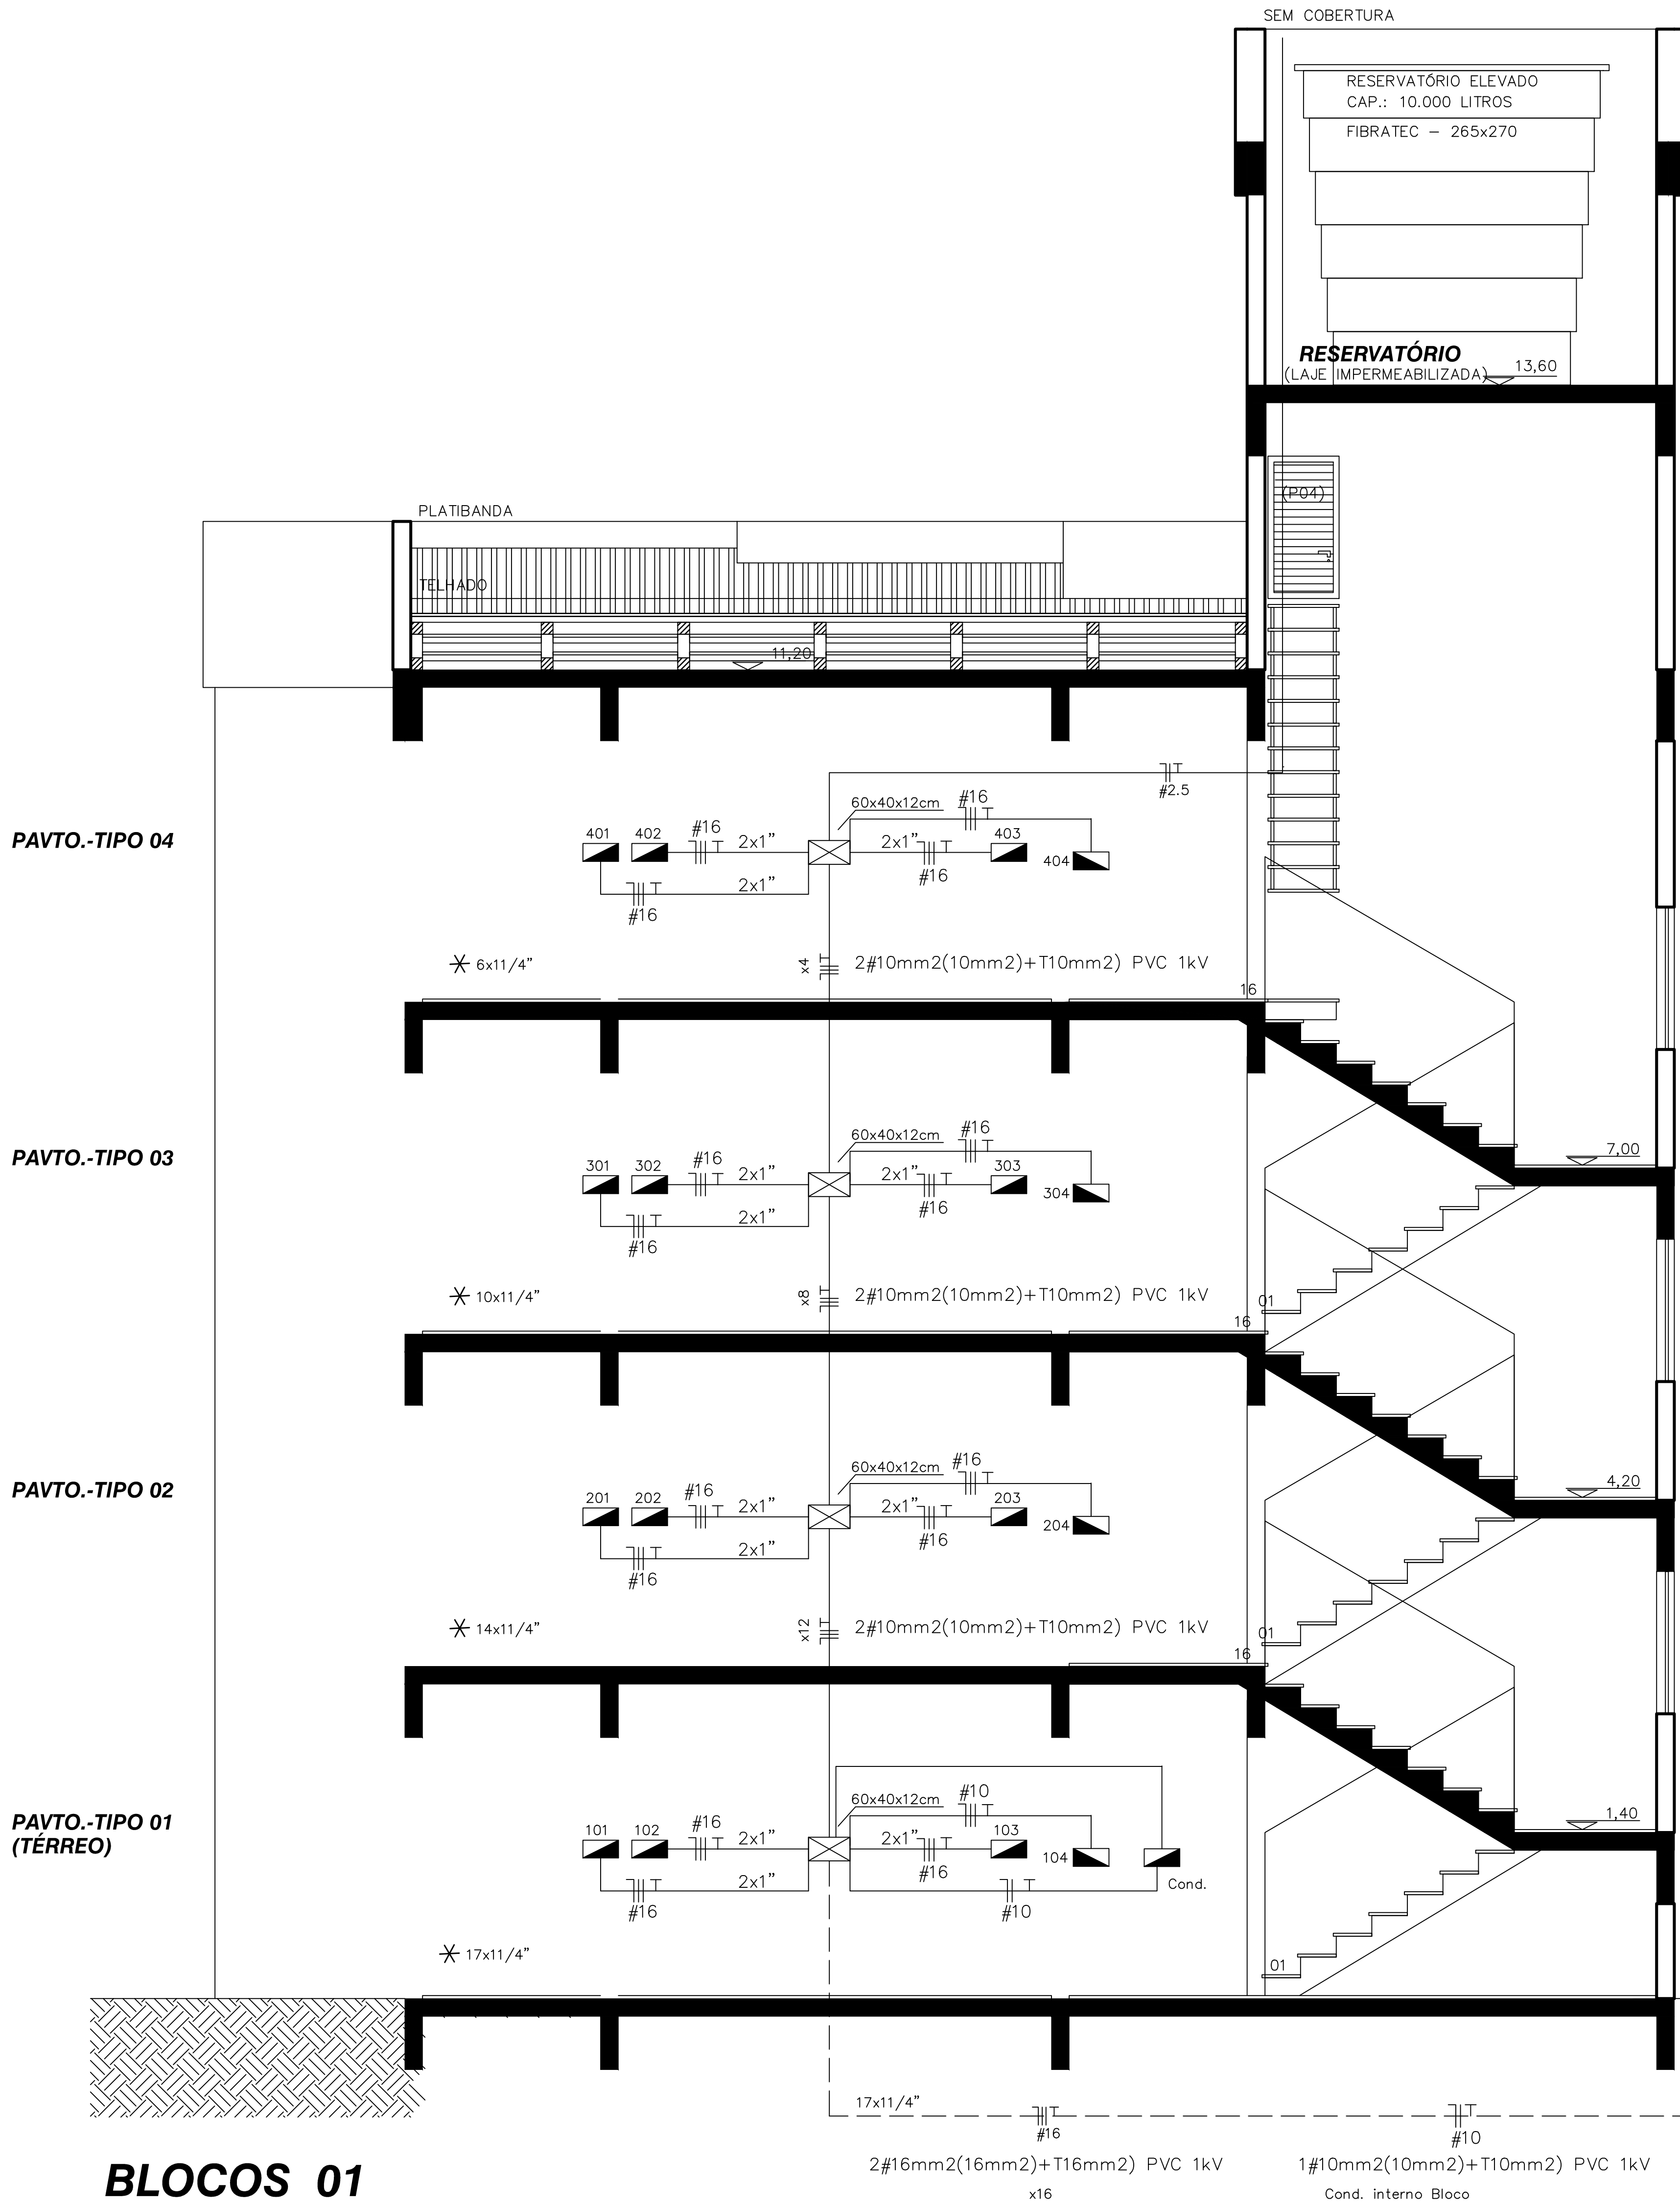 SEM COBERTURA
RESERVATÓRIO ELEVADO
CAP.: 10.000 LITROS
FIBRATEC – 265x270
RESERVATÓRIO
(LAJE IMPERMEABILIZADA)
13,60
(P04)
PLATIBANDA
TELHADO
11,20
PAVTO.-TIPO 04
#2.5
60x40x12cm
#16
401
402
#16
2x1”
2x1”
#16
403
404
#16
2x1”
6x11/4”
x4
2#10mm2(10mm2)+T10mm2) PVC 1kV
16
PAVTO.-TIPO 03
60x40x12cm
#16
301
302
#16
2x1”
2x1”
#16
303
304
#16
2x1”
7,00
10x11/4”
x8
2#10mm2(10mm2)+T10mm2) PVC 1kV
01
16
PAVTO.-TIPO 02
60x40x12cm
#16
201
202
#16
2x1”
2x1”
#16
203
204
#16
2x1”
4,20
14x11/4”
x12
2#10mm2(10mm2)+T10mm2) PVC 1kV
01
16
PAVTO.-TIPO 01
(TÉRREO)
60x40x12cm
#10
101
102
#16
2x1”
2x1”
#16
103
104
#16
2x1”
#10
Cond.
1,40
17x11/4”
01
17x11/4”
#16
#10
2#16mm2(16mm2)+T16mm2) PVC 1kV
x16
1#10mm2(10mm2)+T10mm2) PVC 1kV
Cond. interno Bloco
BLOCOS 01